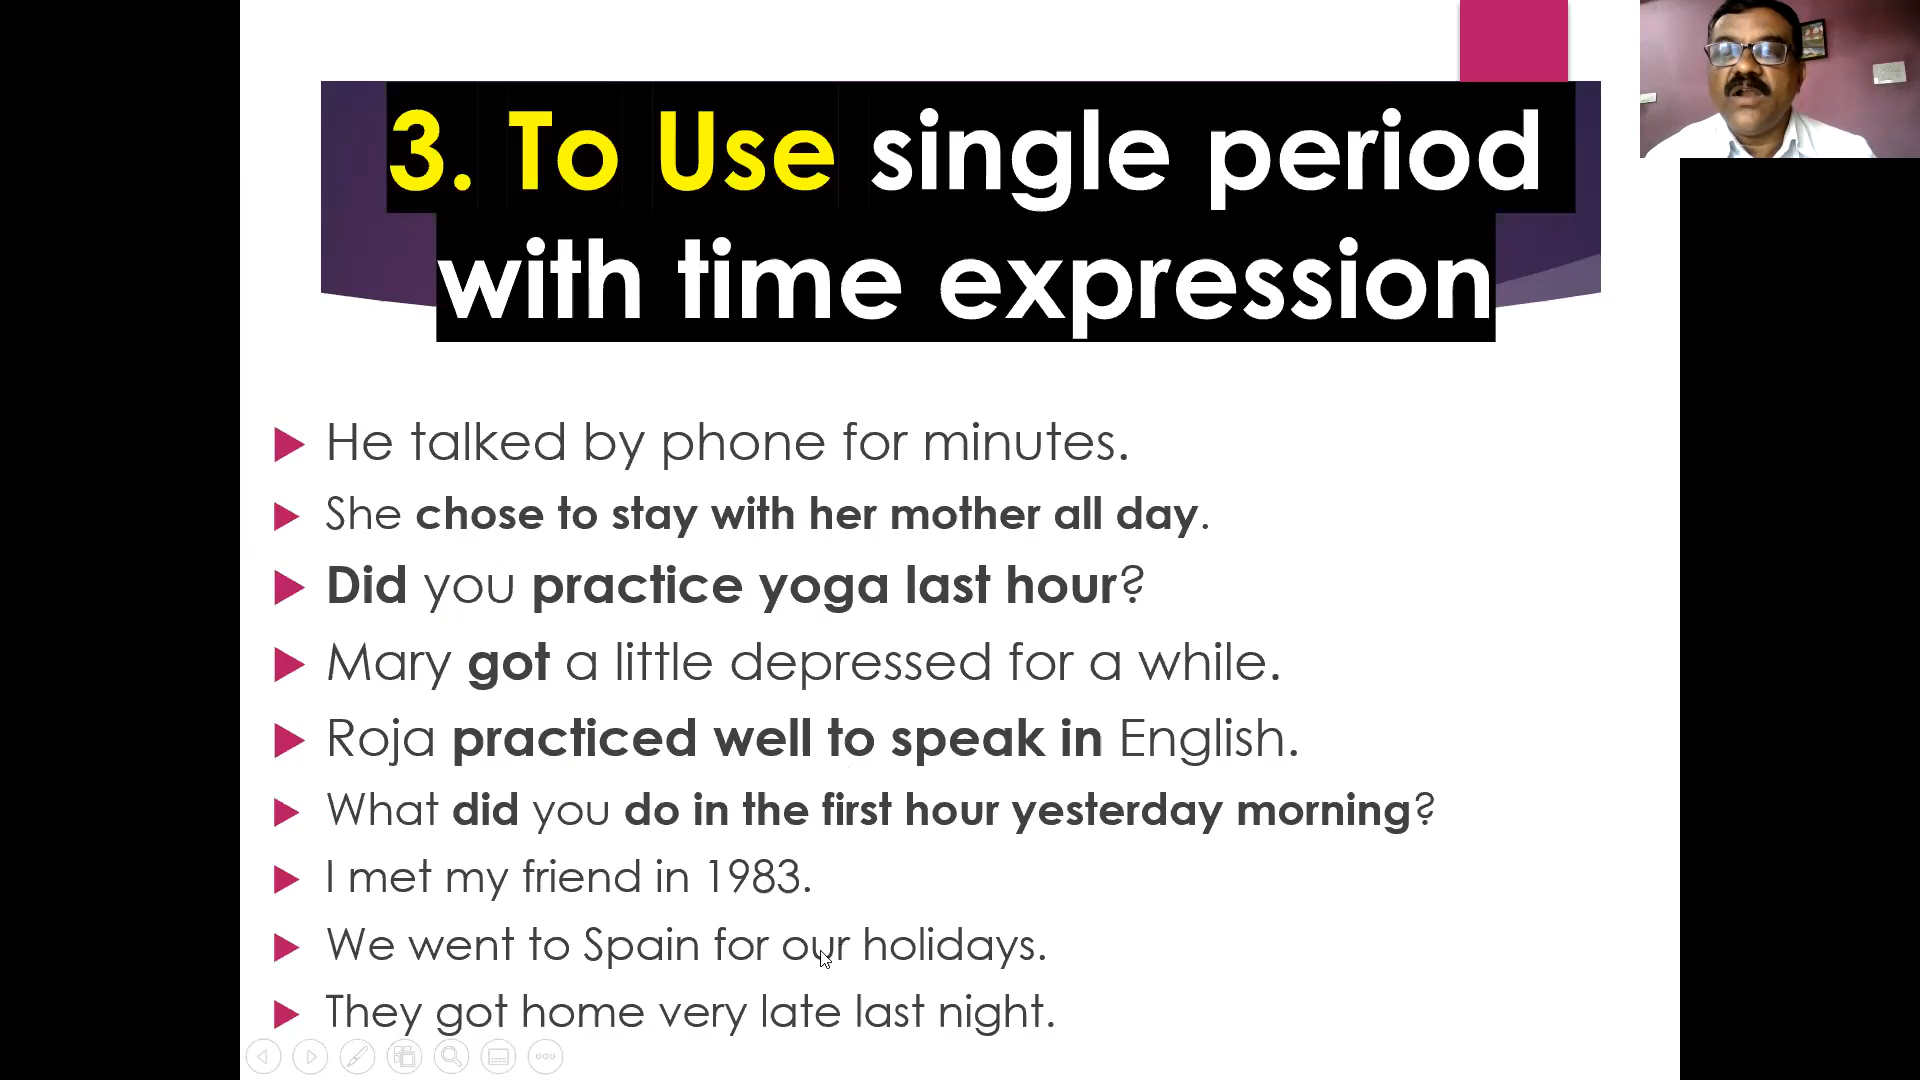 3. To Use single period
with time expression
He talked by phone for minutes.
She chose to stay with her mother all day.
Did you practice yoga last hour?
Mary got a little depressed for a while.
Roja practiced well to speak in English.
What did you do in the first hour yesterday morning?
I met my friend in 1983.
We went to Spain for our holidays.
They got home very late last night.